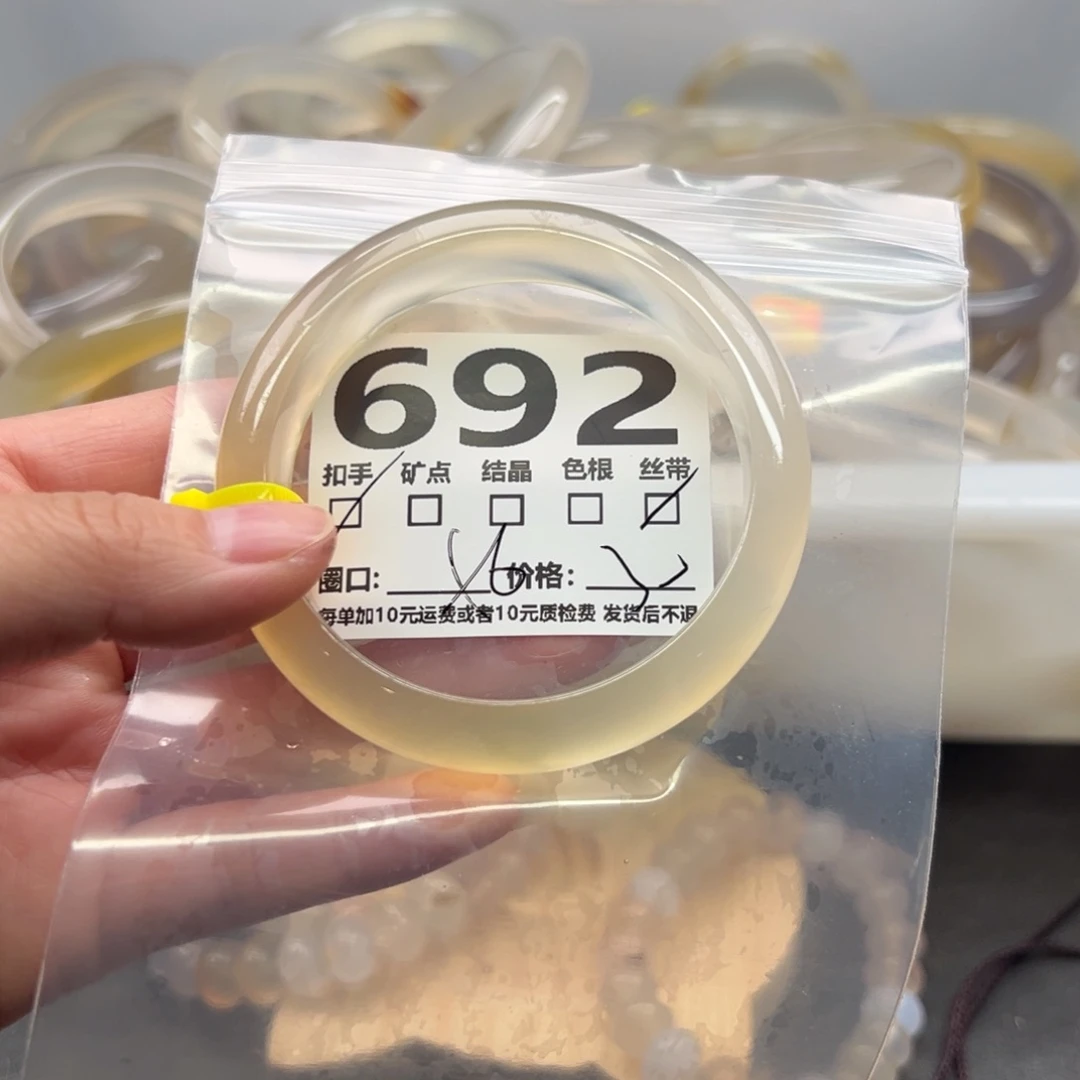 692
扣手 矿点 结晶 色根 丝带
圈口: 价格:
每单加10元运费或者10元质检费 发货后不退